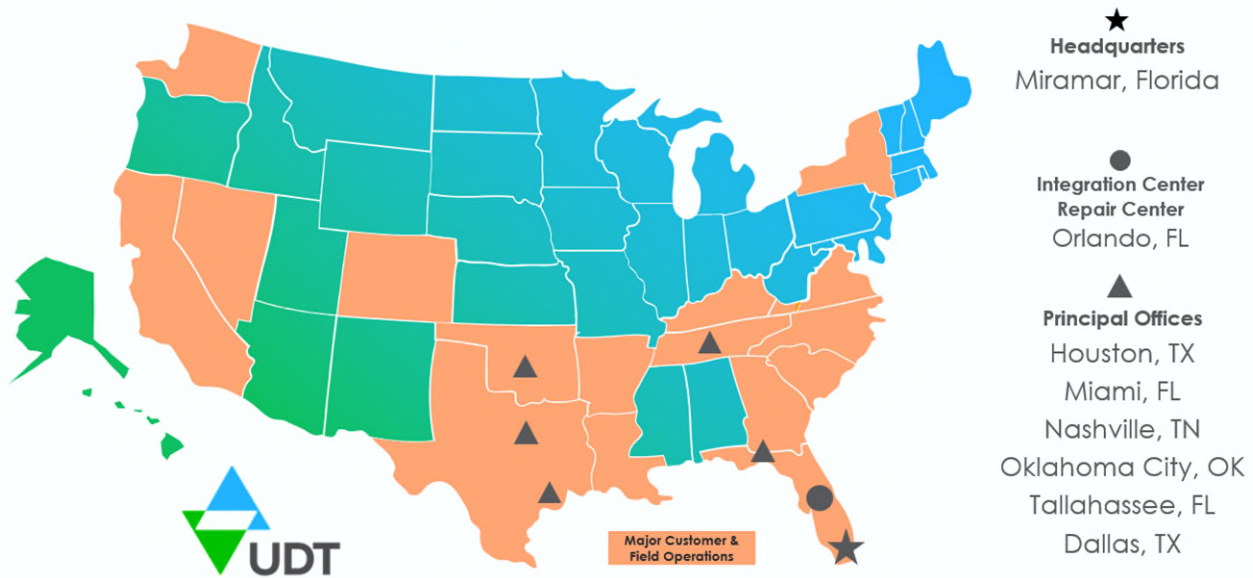 Headquarters
Miramar, Florida
Integration Center
Repair Center
Orlando, FL
Principal Offices
Houston, TX
Miami, FL
Nashville, TN
Oklahoma City, OK
Tallahassee, FL
Dallas, TX
UDT
Major Customer &
Field Operations